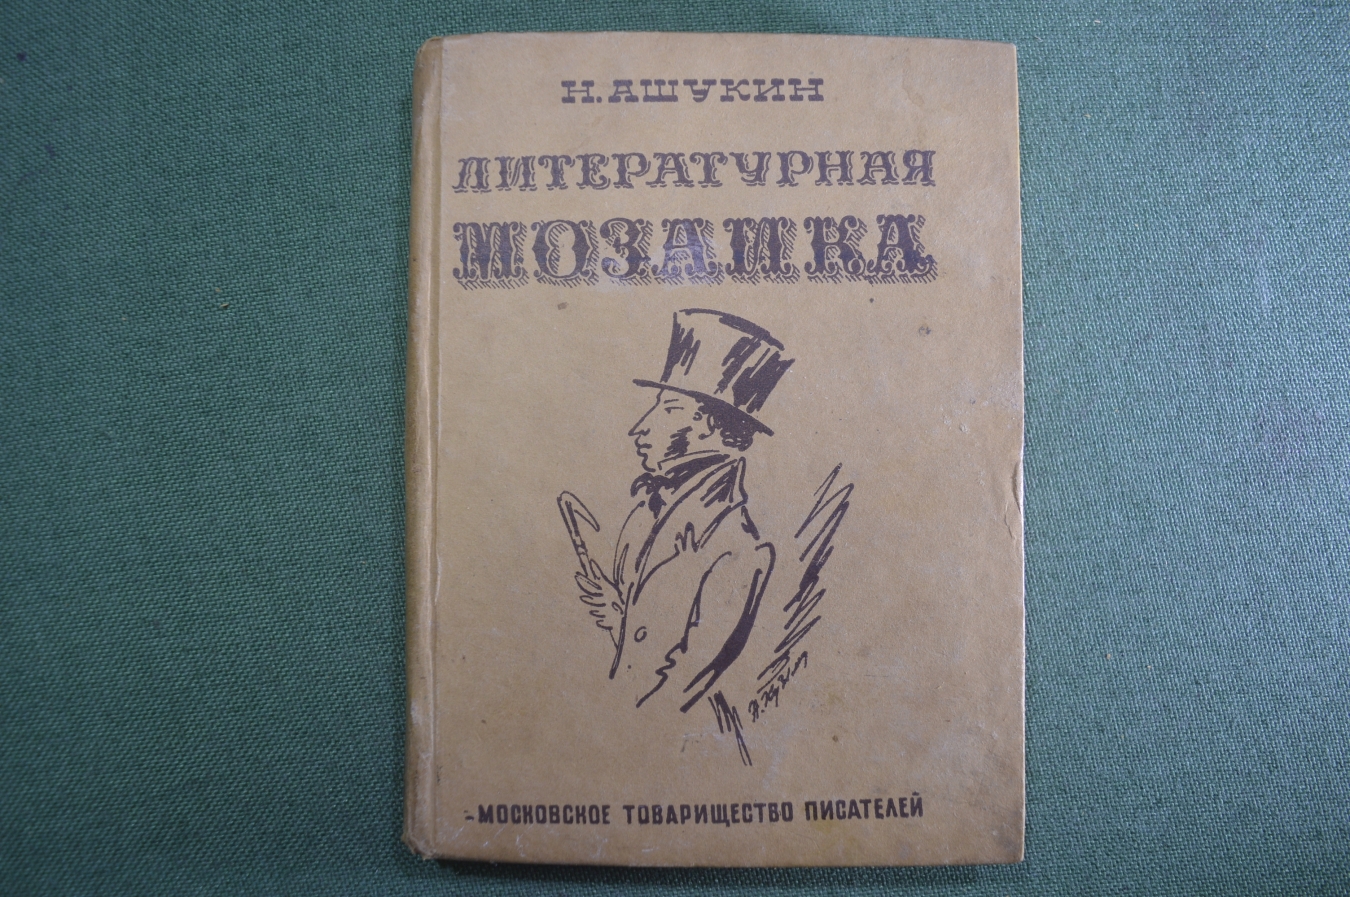 Н. АШУКИН
ЛИТЕРАТУРНАЯ
МОЗАИКА
МОСКОВСКОЕ ТОВАРИЩЕСТВО ПИСАТЕЛЕЙ